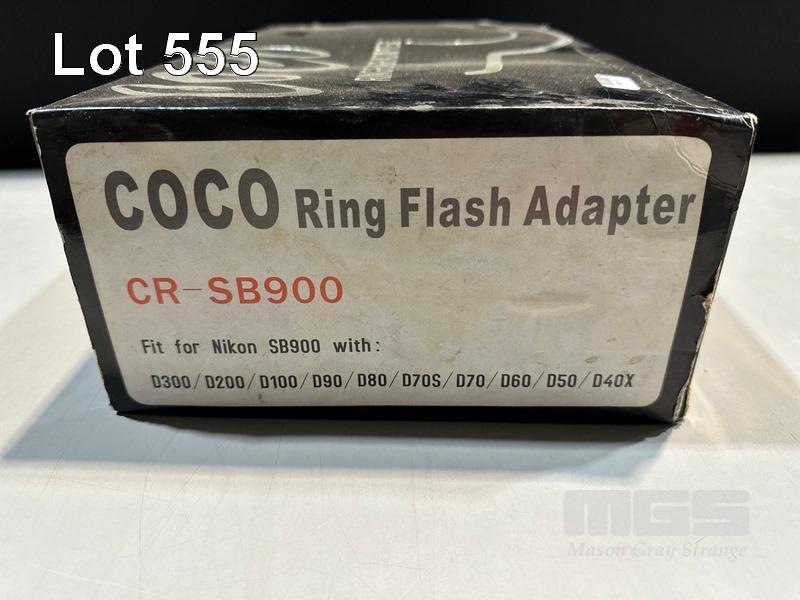 Lot 555
COCO Ring Flash Adapter
CR-SB900
Fit for Nikon SB900 with:
D300/D200/D100/D90/D80/D70S/D70/D60/D50/D40X
MGS
Mason Gray Strange